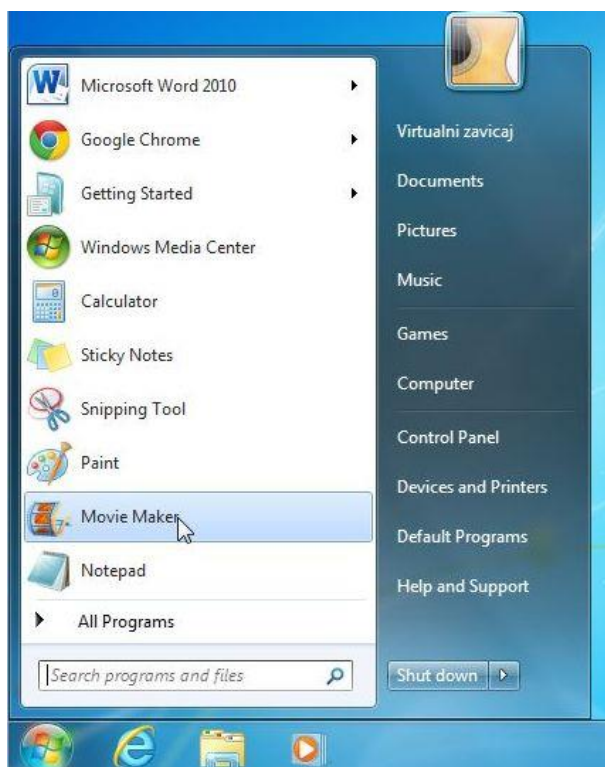 Microsoft Word 2010
Google Chrome
Getting Started
Windows Media Center
Calculator
Sticky Notes
Snipping Tool
Paint
Movie Maker
Notepad
All Programs
Search programs and files
Virtualni zavicaj
Documents
Pictures
Music
Games
Computer
Control Panel
Devices and Printers
Default Programs
Help and Support
Shut down